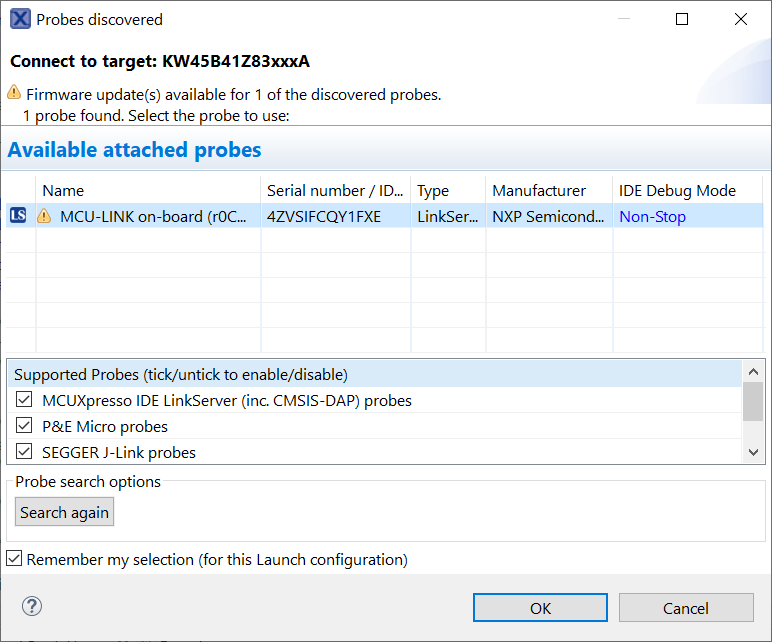 Probes discovered
Connect to target: KW45B41Z83xxxA
Firmware update(s) available for 1 of the discovered probes.
1 probe found. Select the probe to use:
Available attached probes
Name Serial number / ID... Type Manufacturer IDE Debug Mode
LS MCU-LINK on-board (r0C... 4ZVSIFCQY1FXE LinkSer... NXP Semicond... Non-Stop
Supported Probes (tick/untick to enable/disable)
MCUXpresso IDE LinkServer (inc. CMSIS-DAP) probes
P&E Micro probes
SEGGER J-Link probes
Probe search options
Search again
Remember my selection (for this Launch configuration)
? OK Cancel